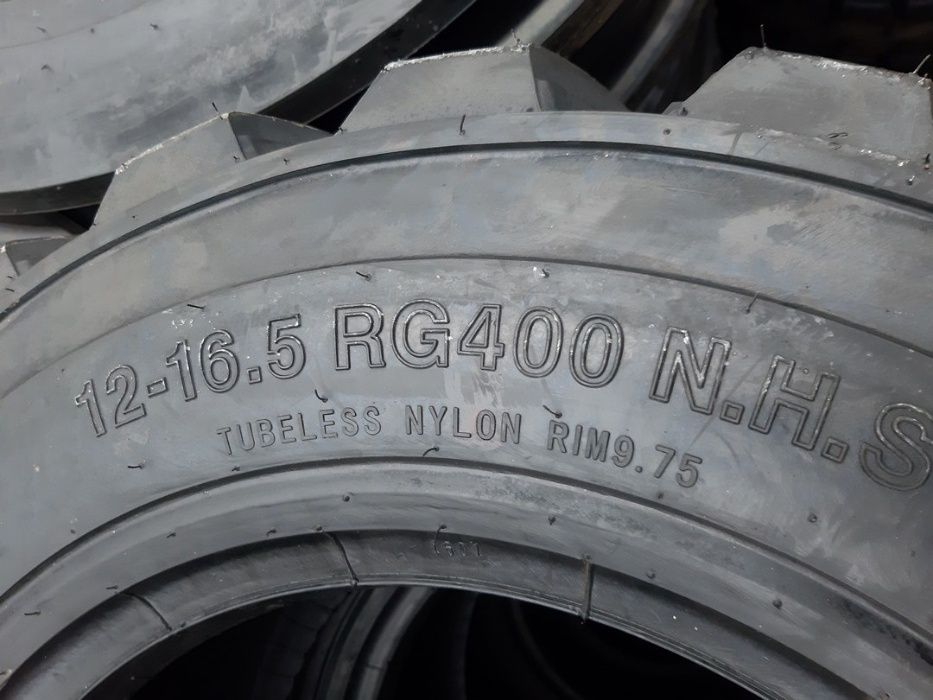 12-16.5 RG400 N.H.S
TUBELESS NYLON RIM9.75